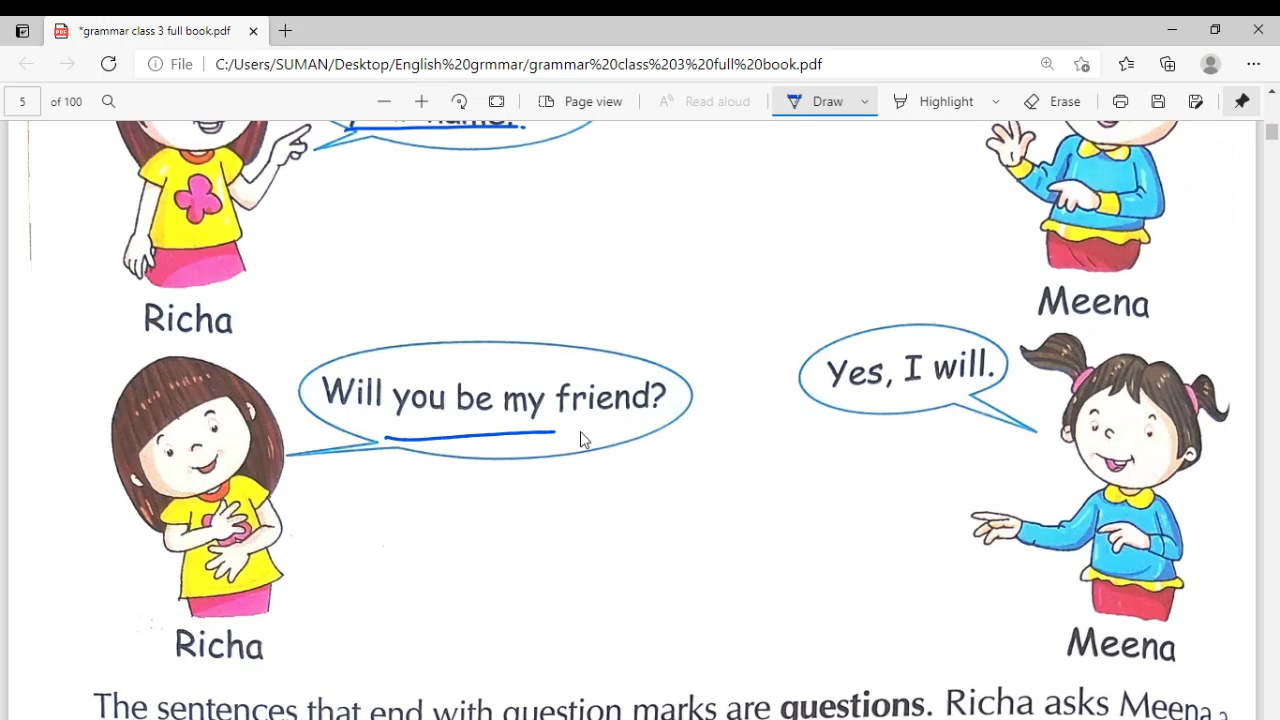 *grammar class 3 full book.pdf
File C:/Users/SUMAN/Desktop/English%20grmmar/grammar%20class%203%20full%20book.pdf
5 of 100 Page view Read aloud Draw Highlight Erase
Richa
Meena
Will you be my friend?
Yes, I will.
Richa
Meena
The sentences that end with question marks are questions. Richa asks Meena